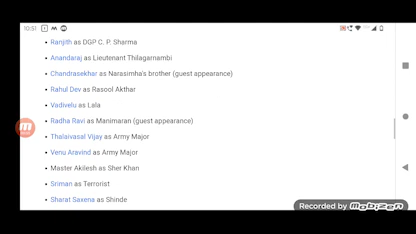 10:57
Ranjith as DGP C. P. Sharma
Anandaraj as Lieutenant Thilagarnambi
Chandrasekhar as Narasimha's brother (guest appearance)
Rahul Dev as Rasool Akthar
Vadivelu as Lala
Radha Ravi as Manimaran (guest appearance)
Thalaivasal Vijay as Army Major
Venu Aravind as Army Major
Master Akilesh as Sher Khan
Sriman as Terrorist
Sharat Saxena as Shinde
Recorded by Mobizen